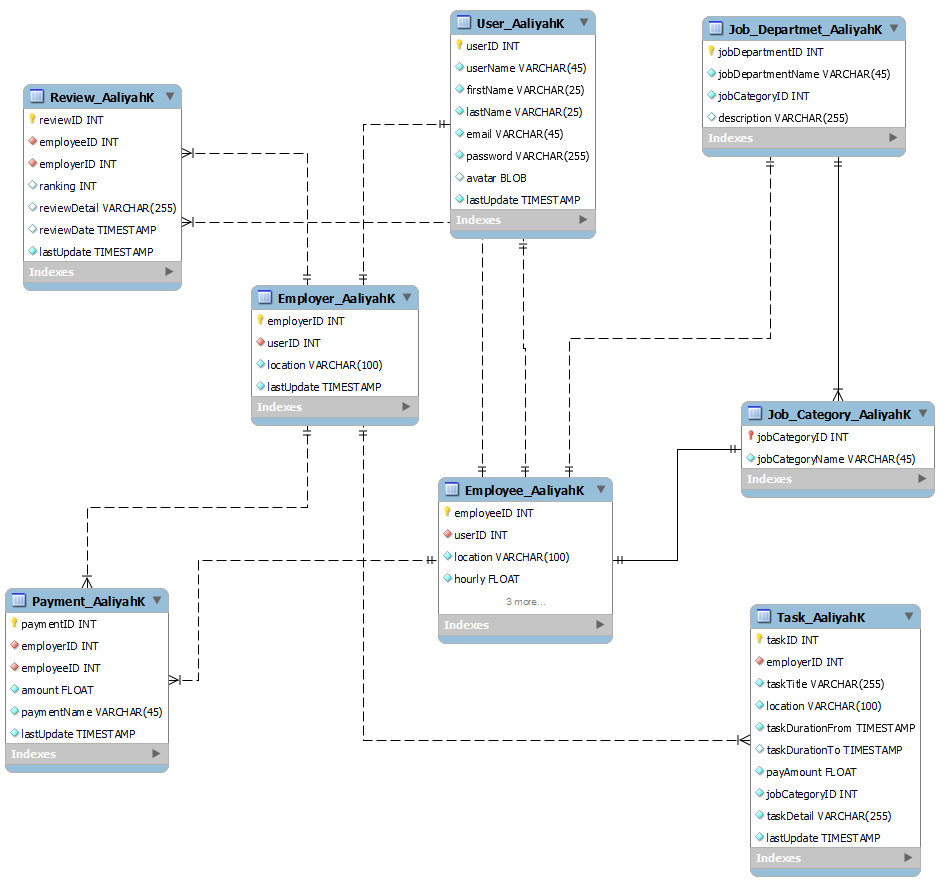 User_AaliyahK
userID INT
userName VARCHAR(45)
firstName VARCHAR(25)
lastName VARCHAR(25)
email VARCHAR(45)
password VARCHAR(255)
avatar BLOB
lastUpdate TIMESTAMP
Indexes
Job_Departmet_AaliyahK
jobDepartmentID INT
jobDepartmentName VARCHAR(45)
jobCategoryID INT
description VARCHAR(255)
Indexes
Review_AaliyahK
reviewID INT
employeeID INT
employerID INT
ranking INT
reviewDetail VARCHAR(255)
reviewDate TIMESTAMP
lastUpdate TIMESTAMP
Indexes
Employer_AaliyahK
employerID INT
userID INT
location VARCHAR(100)
lastUpdate TIMESTAMP
Indexes
Job_Category_AaliyahK
jobCategoryID INT
jobCategoryName VARCHAR(45)
Indexes
Employee_AaliyahK
employeeID INT
userID INT
location VARCHAR(100)
hourly FLOAT
3 more...
Indexes
Payment_AaliyahK
paymentID INT
employerID INT
employeeID INT
amount FLOAT
paymentName VARCHAR(45)
lastUpdate TIMESTAMP
Indexes
Task_AaliyahK
taskID INT
employerID INT
taskTitle VARCHAR(255)
location VARCHAR(100)
taskDurationFrom TIMESTAMP
taskDurationTo TIMESTAMP
payAmount FLOAT
jobCategoryID INT
taskDetail VARCHAR(255)
lastUpdate TIMESTAMP
Indexes